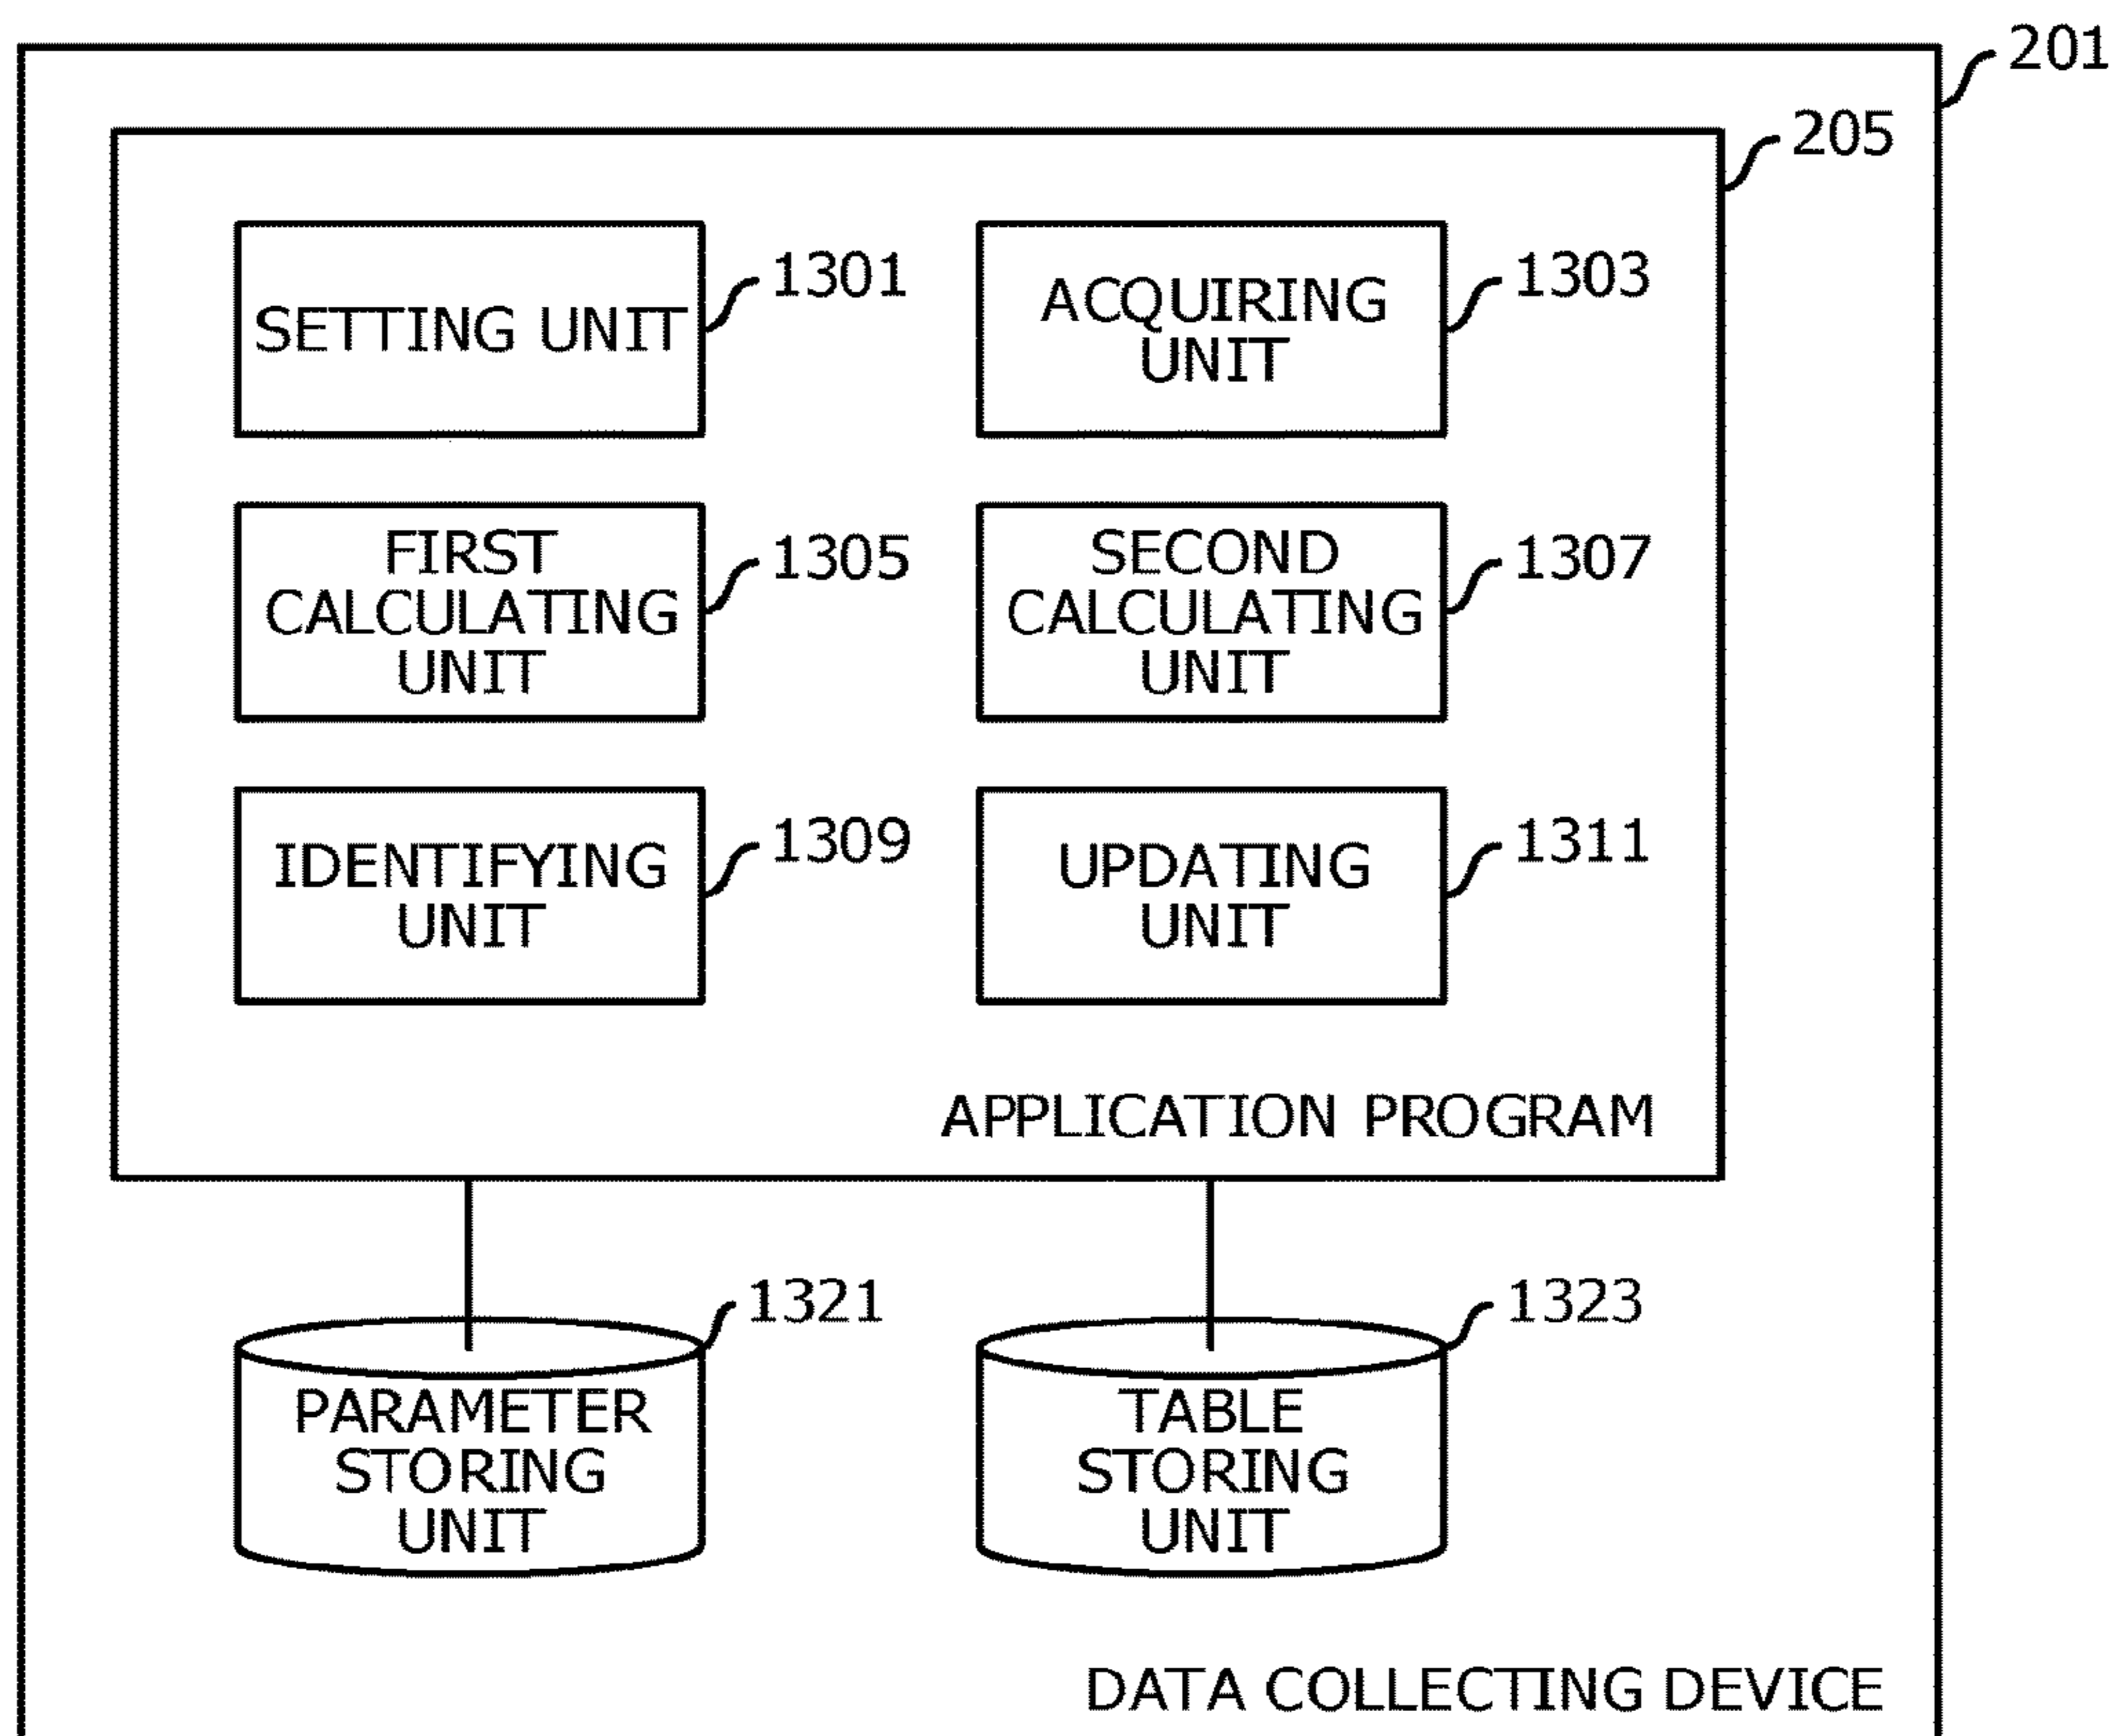 201
205
SETTING UNIT
1301
ACQUIRING
UNIT
1303
FIRST
CALCULATING
UNIT
1305
SECOND
CALCULATING
UNIT
1307
IDENTIFYING
UNIT
1309
UPDATING
UNIT
1311
APPLICATION PROGRAM
1321
PARAMETER
STORING
UNIT
1323
TABLE
STORING
UNIT
DATA COLLECTING DEVICE